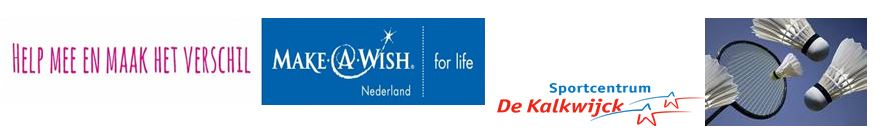 HELP MEE EN MAAK HET VERSCHIL
MAKE·A·WISH® for life
Nederland
Sportcentrum
De Kalkwijck